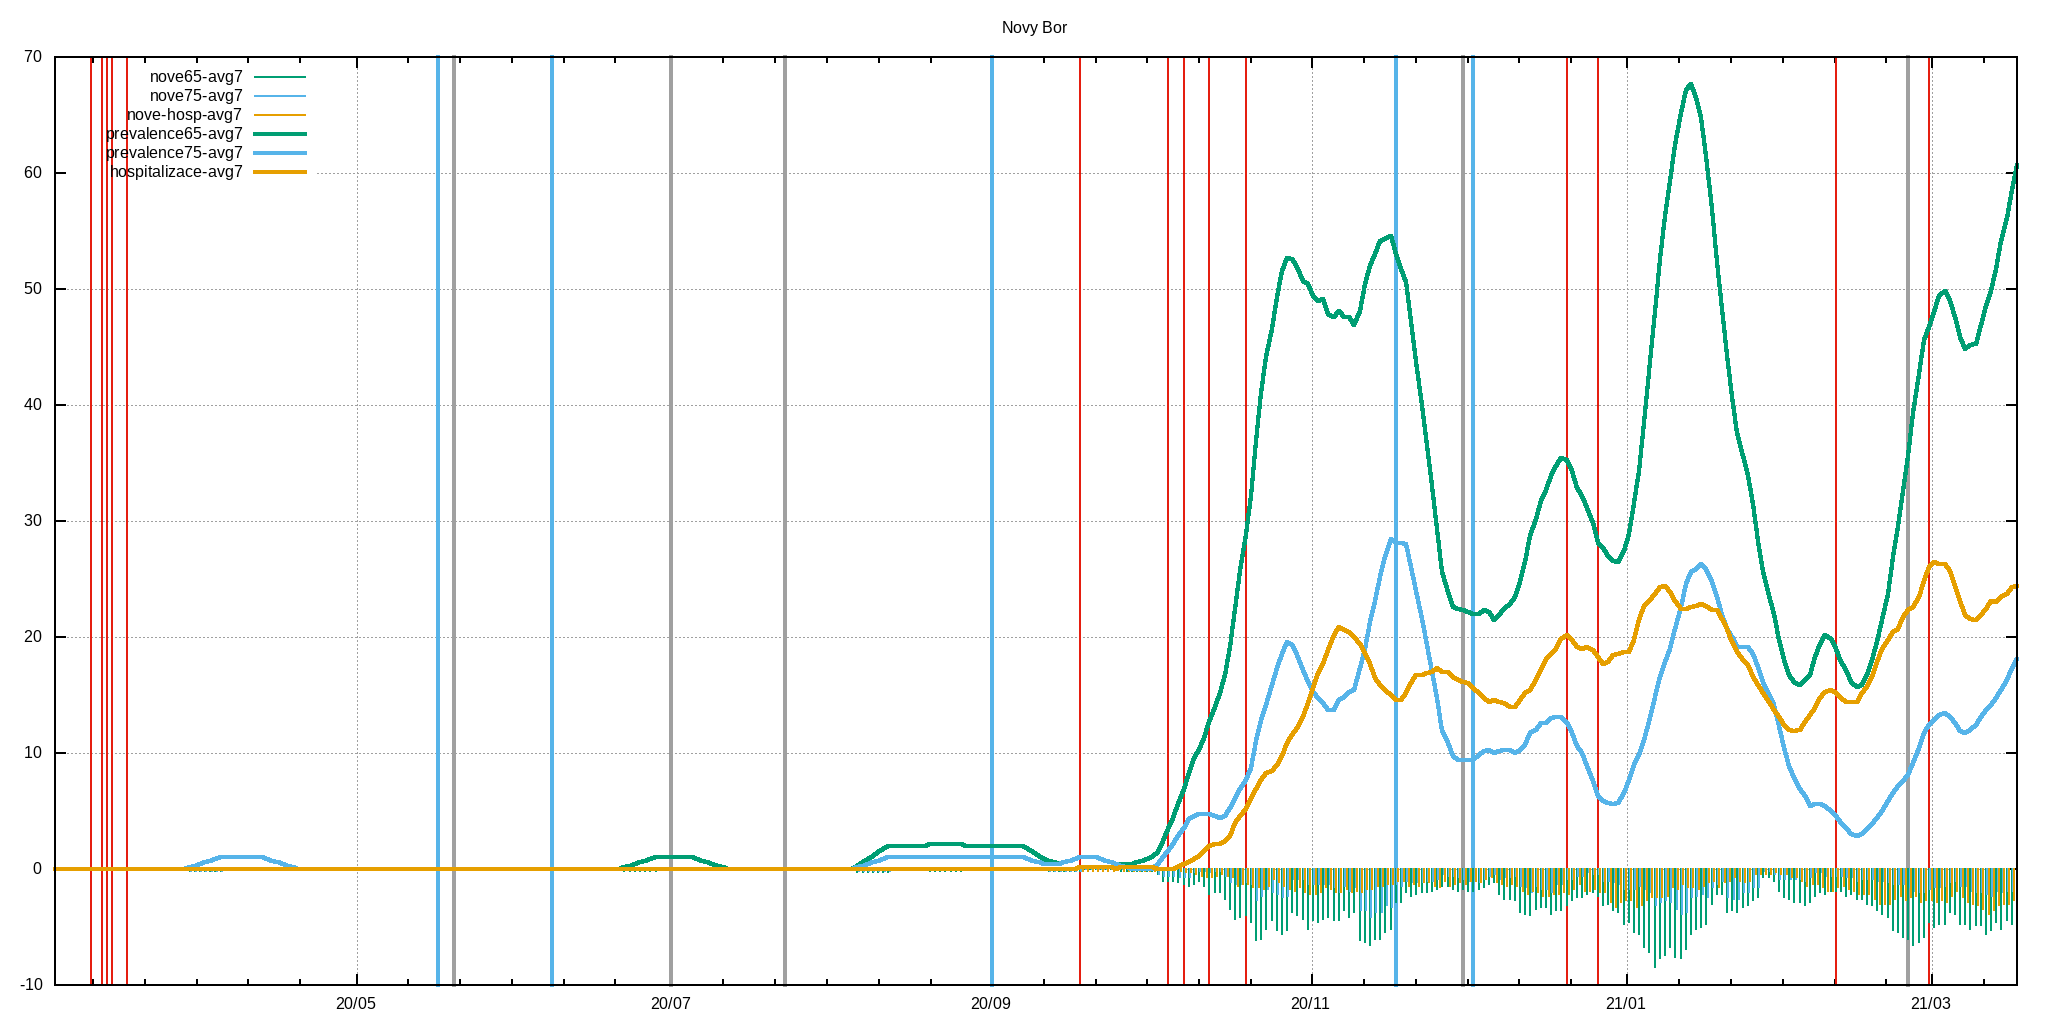 Novy Bor
70
60
50
40
30
20
10
0
-10
nove65-avg7
nove75-avg7
nove-hosp-avg7
prevalence65-avg7
prevalence75-avg7
hospitalizace-avg7
20/05 20/07 20/09 20/11 21/01 21/03